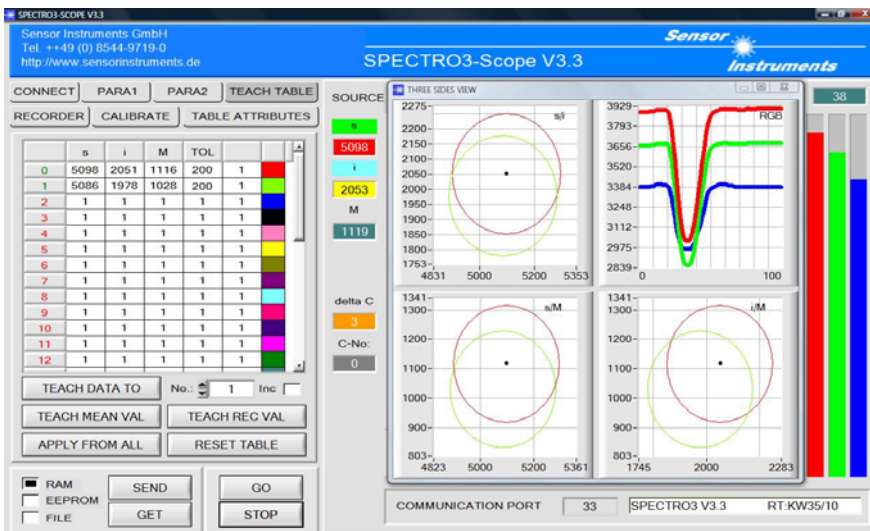 SPECTRO3-SCOPE V3.3
Sensor Instruments GmbH
Tel. ++49 (0) 8544-9719-0
http://www.sensorinstruments.de
SPECTRO3-Scope V3.3
Sensor
Instruments
CONNECT PARA1 PARA2 TEACH TABLE
RECORDER CALIBRATE TABLE ATTRIBUTES
s i M TOL
0 5098 2051 1116 200 1
1 5086 1978 1028 200 1
2 1 1 1 1 1
3 1 1 1 1 1
4 1 1 1 1 1
5 1 1 1 1 1
6 1 1 1 1 1
7 1 1 1 1 1
8 1 1 1 1 1
9 1 1 1 1 1
10 1 1 1 1 1
11 1 1 1 1 1
12 1 1 1 1 1
TEACH DATA TO No.: 1 Inc
TEACH MEAN VAL TEACH REC VAL
APPLY FROM ALL RESET TABLE
RAM
EEPROM
FILE
SEND GO
GET STOP
SOURCE
s
5098
i
2053
M
1119
delta C
3
C-No:
0
THREE SIDES VIEW
s/i
2275-
2200-
2150-
2100-
2050-
2000-
1950-
1900-
1850-
1800-
1753-
4831 5000 5200 5353
RGB
3929-
3793-
3656-
3520-
3384-
3248-
3112-
2975-
2839-
0 100
s/M
1341-
1300-
1200-
1100-
1000-
900-
803-
4823 5000 5200 5361
i/M
1341-
1300-
1200-
1100-
1000-
900-
803-
1745 2000 2283
38
COMMUNICATION PORT 33 SPECTRO3 V3.3 RT:KW35/10